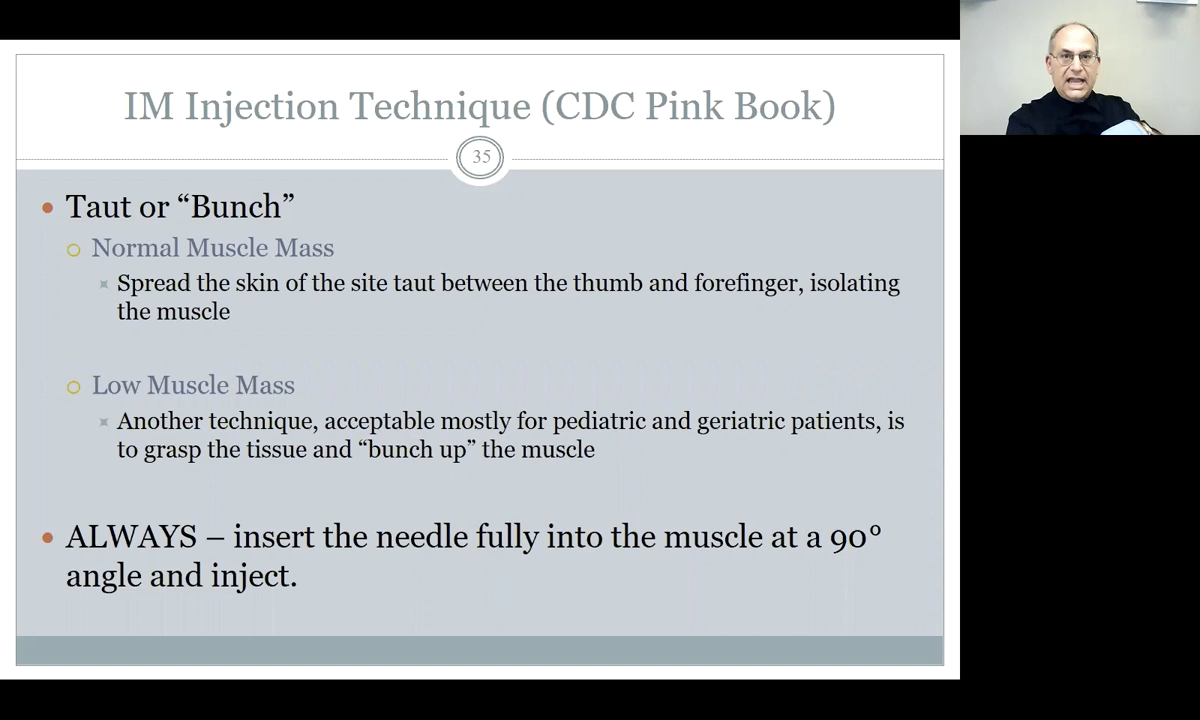 IM Injection Technique (CDC Pink Book)
35
Taut or “Bunch”
Normal Muscle Mass
Spread the skin of the site taut between the thumb and forefinger, isolating
the muscle
Low Muscle Mass
Another technique, acceptable mostly for pediatric and geriatric patients, is
to grasp the tissue and “bunch up” the muscle
ALWAYS – insert the needle fully into the muscle at a 90°
angle and inject.